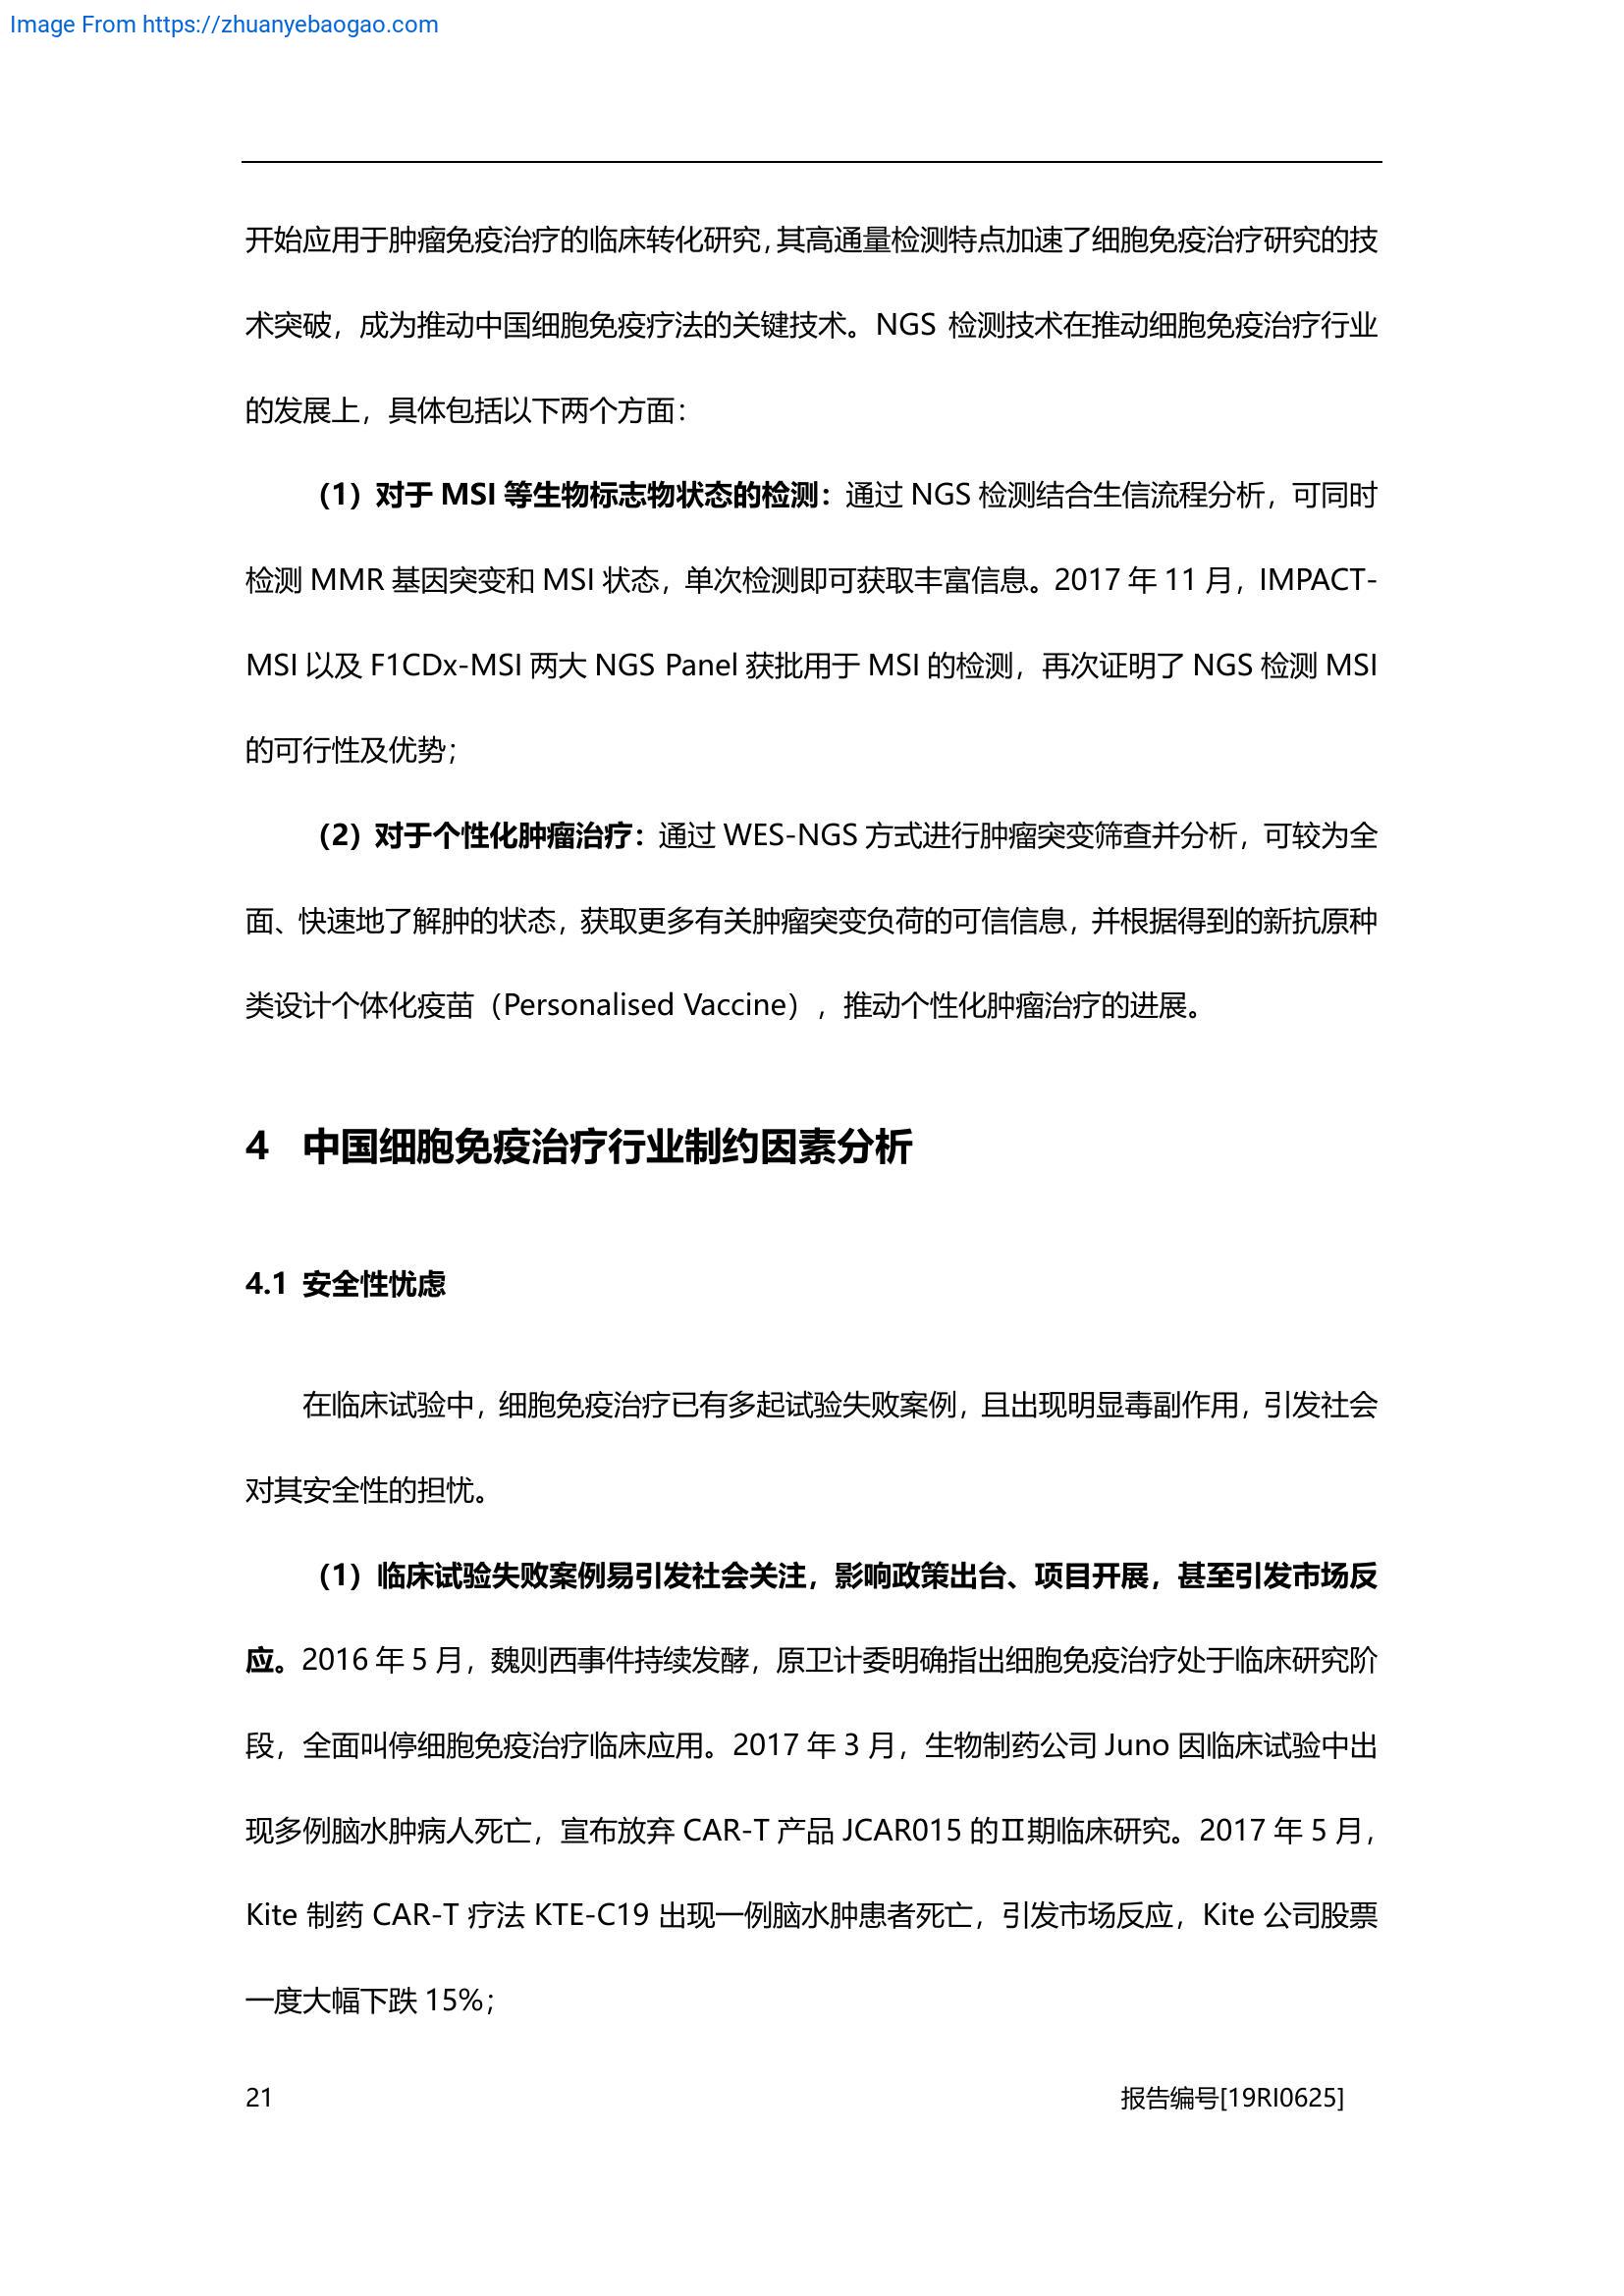 Image From https://zhuanyebaogao.com
开始应用于肿瘤免疫治疗的临床转化研究，其高通量检测特点加速了细胞免疫治疗研究的技
术突破，成为推动中国细胞免疫疗法的关键技术。NGS 检测技术在推动细胞免疫治疗行业
的发展上，具体包括以下两个方面：
（1）对于 MSI 等生物标志物状态的检测：通过 NGS 检测结合生信流程分析，可同时
检测 MMR 基因突变和 MSI 状态，单次检测即可获取丰富信息。2017 年 11 月，IMPACT-
MSI 以及 F1CDx-MSI 两大 NGS Panel 获批用于 MSI 的检测，再次证明了 NGS 检测 MSI
的可行性及优势；
（2）对于个性化肿瘤治疗：通过 WES-NGS 方式进行肿瘤突变筛查并分析，可较为全
面、快速地了解肿的状态，获取更多有关肿瘤突变负荷的可信信息，并根据得到的新抗原种
类设计个体化疫苗（Personalised Vaccine），推动个性化肿瘤治疗的进展。
4 中国细胞免疫治疗行业制约因素分析
4.1 安全性忧虑
在临床试验中，细胞免疫治疗已有多起试验失败案例，且出现明显毒副作用，引发社会
对其安全性的担忧。
（1）临床试验失败案例易引发社会关注，影响政策出台、项目开展，甚至引发市场反
应。2016 年 5 月，魏则西事件持续发酵，原卫计委明确指出细胞免疫治疗处于临床研究阶
段，全面叫停细胞免疫治疗临床应用。2017 年 3 月，生物制药公司 Juno 因临床试验中出
现多例脑水肿病人死亡，宣布放弃 CAR-T 产品 JCAR015 的Ⅱ期临床研究。2017 年 5 月，
Kite 制药 CAR-T 疗法 KTE-C19 出现一例脑水肿患者死亡，引发市场反应，Kite 公司股票
一度大幅下跌 15%；
21 报告编号[19RI0625]